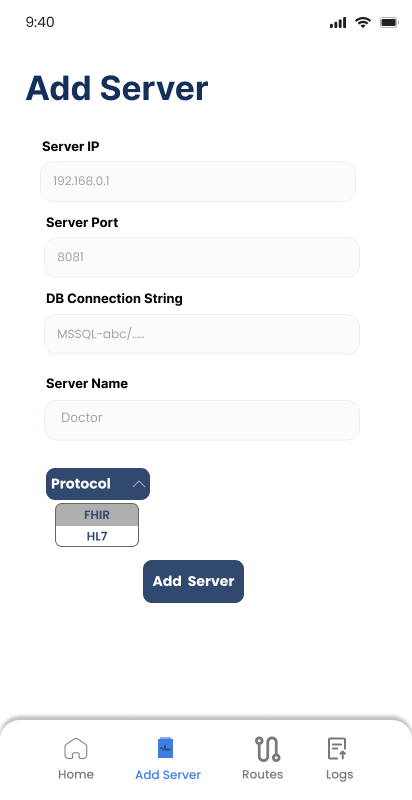 9:40
Add Server
Server IP
192.168.0.1
Server Port
8081
DB Connection String
MSSQL-abc/.....
Server Name
Doctor
Protocol
FHIR
HL7
Add Server
Home
Add Server
Routes
Logs